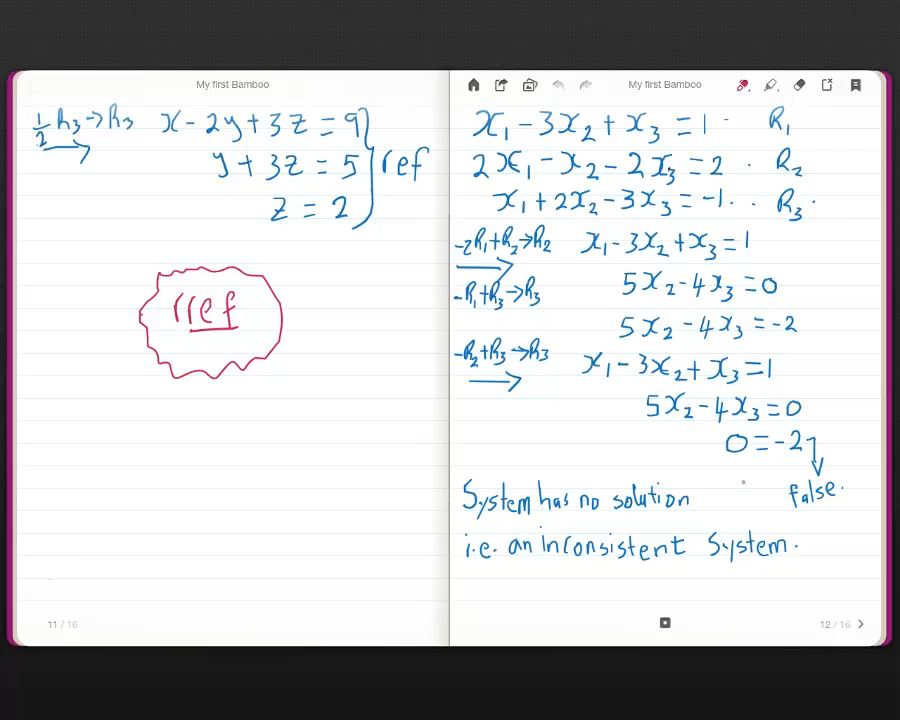 My first Bamboo
½ R₃→R₃ x - 2y + 3z = 9
y + 3z = 5 ref
z = 2
rref
11 / 16
My first Bamboo
x₁ - 3x₂ + x₃ = 1 · R₁
2x₁ - x₂ - 2x₃ = 2 · R₂
x₁ + 2x₂ - 3x₃ = -1 ·· R₃ ·
-2R₁+R₂→R₂ x₁ - 3x₂ + x₃ = 1
-R₁+R₃→R₃ 5x₂ - 4x₃ = 0
5x₂ - 4x₃ = -2
-R₂+R₃→R₃ x₁ - 3x₂ + x₃ = 1
5x₂ - 4x₃ = 0
0 = -2
System has no solution false.
i.e. an inconsistent System.
12 / 16